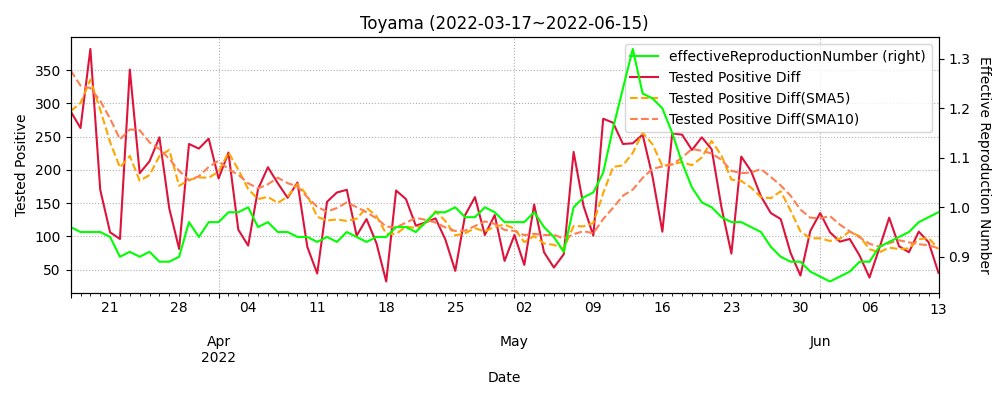 Toyama (2022-03-17~2022-06-15)
effectiveReproductionNumber (right)
Tested Positive Diff
Tested Positive Diff(SMA5)
Tested Positive Diff(SMA10)
Tested Positive
350
300
250
200
150
100
50
1.3
1.2
1.1
1.0
0.9
Effective Reproduction Number
21 28 04 11 18 25 02 09 16 23 30 06 13
Apr May Jun
2022
Date